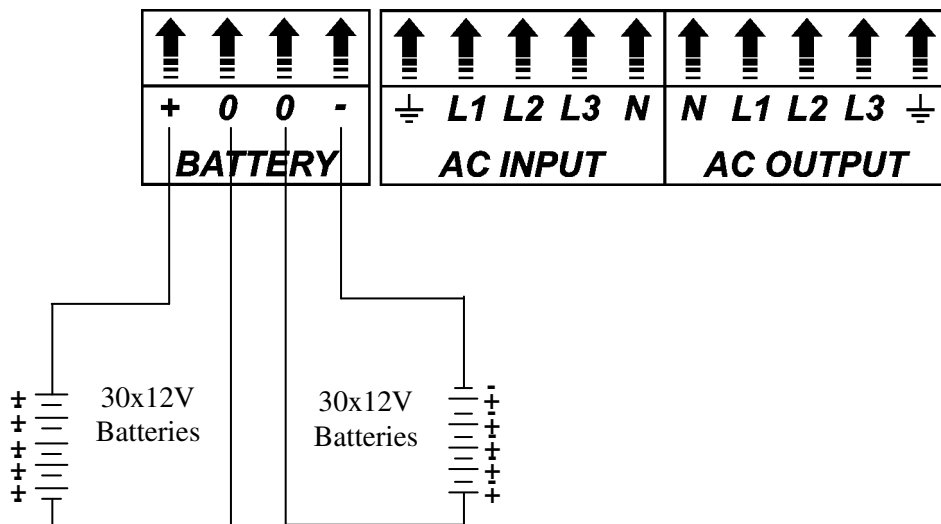 + 0 0 -
BATTERY
⏚ L1 L2 L3 N
AC INPUT
N L1 L2 L3 ⏚
AC OUTPUT
30x12V
Batteries
30x12V
Batteries
+
+
+
+
+
-
+
-
+
-
+
-
+
-
+